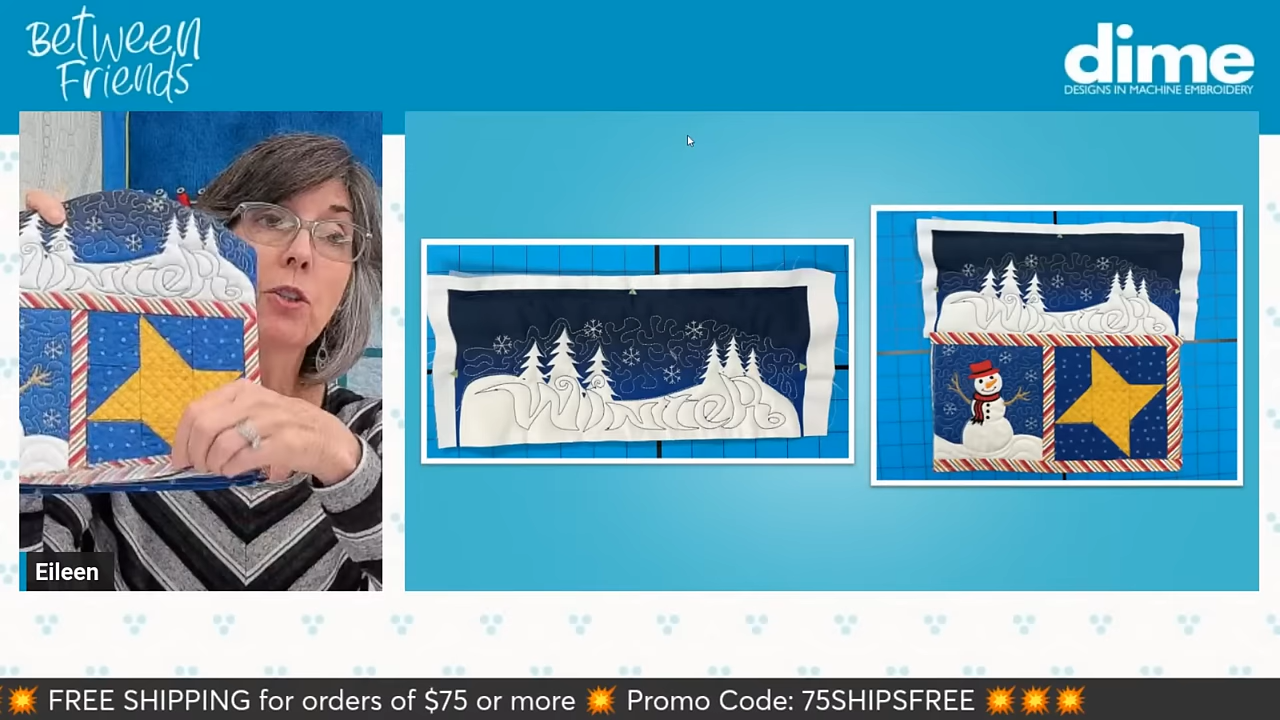 Between
Friends
dime
DESIGNS IN MACHINE EMBROIDERY
Winter
Winter
Winter
Eileen
FREE SHIPPING for orders of $75 or more 💥 Promo Code: 75SHIPSFREE